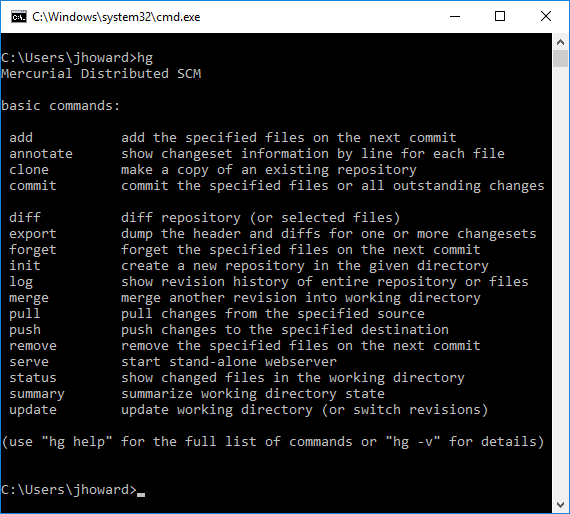 C:\Windows\system32\cmd.exe
C:\Users\jhoward>hg
Mercurial Distributed SCM
basic commands:
add           add the specified files on the next commit
annotate      show changeset information by line for each file
clone         make a copy of an existing repository
commit        commit the specified files or all outstanding changes
diff          diff repository (or selected files)
export        dump the header and diffs for one or more changesets
forget        forget the specified files on the next commit
init          create a new repository in the given directory
log           show revision history of entire repository or files
merge         merge another revision into working directory
pull          pull changes from the specified source
push          push changes to the specified destination
remove        remove the specified files on the next commit
serve         start stand-alone webserver
status        show changed files in the working directory
summary       summarize working directory state
update        update working directory (or switch revisions)
(use "hg help" for the full list of commands or "hg -v" for details)
C:\Users\jhoward>